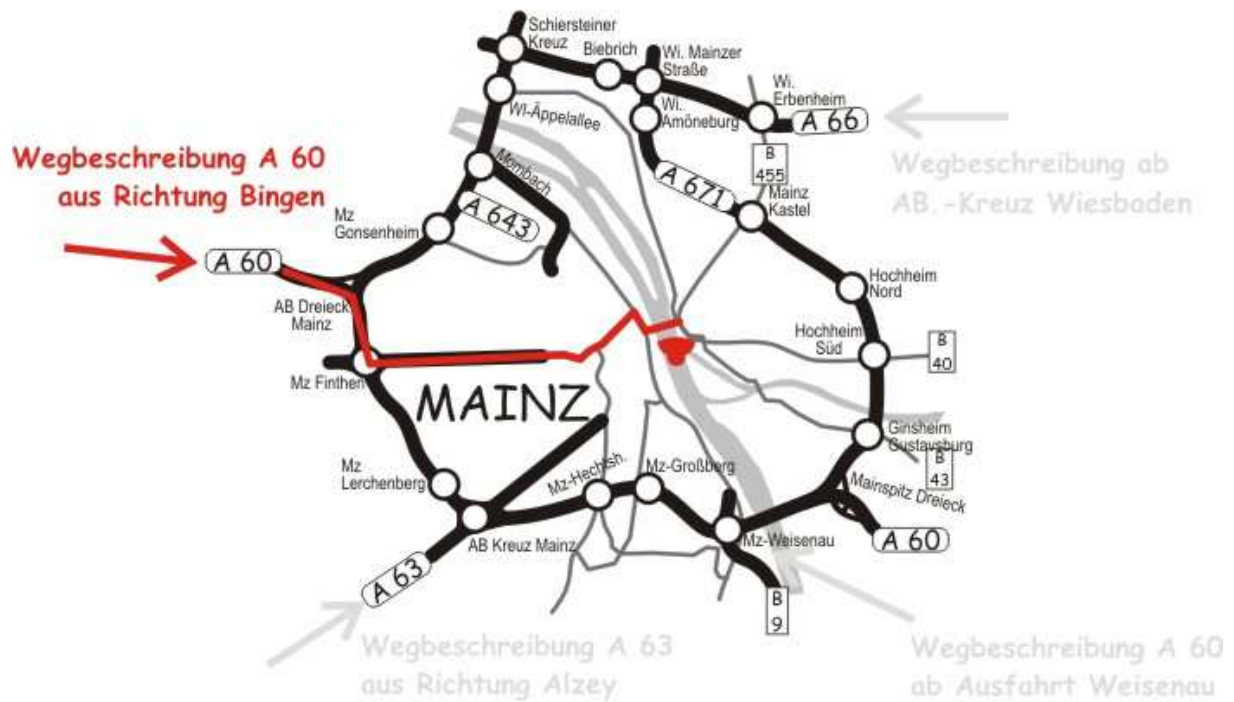 Schiersteiner
Kreuz
Biebrich
Wi. Mainzer
Straße
Wi.
Erbenheim
A 66
WI-Äppelallee
Wi.
Amöneburg
Wegbeschreibung A 60
aus Richtung Bingen
Wegbeschreibung ab
AB.-Kreuz Wiesbaden
B
455
Mombach
A 671
Mainz
Kastel
A 643
Mz
Gonsenheim
A 60
AB Dreieck
Mainz
Hochheim
Nord
Hochheim
Süd
B
40
Mz Finthen
MAINZ
Ginsheim
Gustavsburg
B
43
Mz
Lerchenberg
Mz-Hechtsh.
Mz-Großberg
Mainspitz Dreieck
AB Kreuz Mainz
Mz-Weisenau
A 60
A 63
B
9
Wegbeschreibung A 63
aus Richtung Alzey
Wegbeschreibung A 60
ab Ausfahrt Weisenau